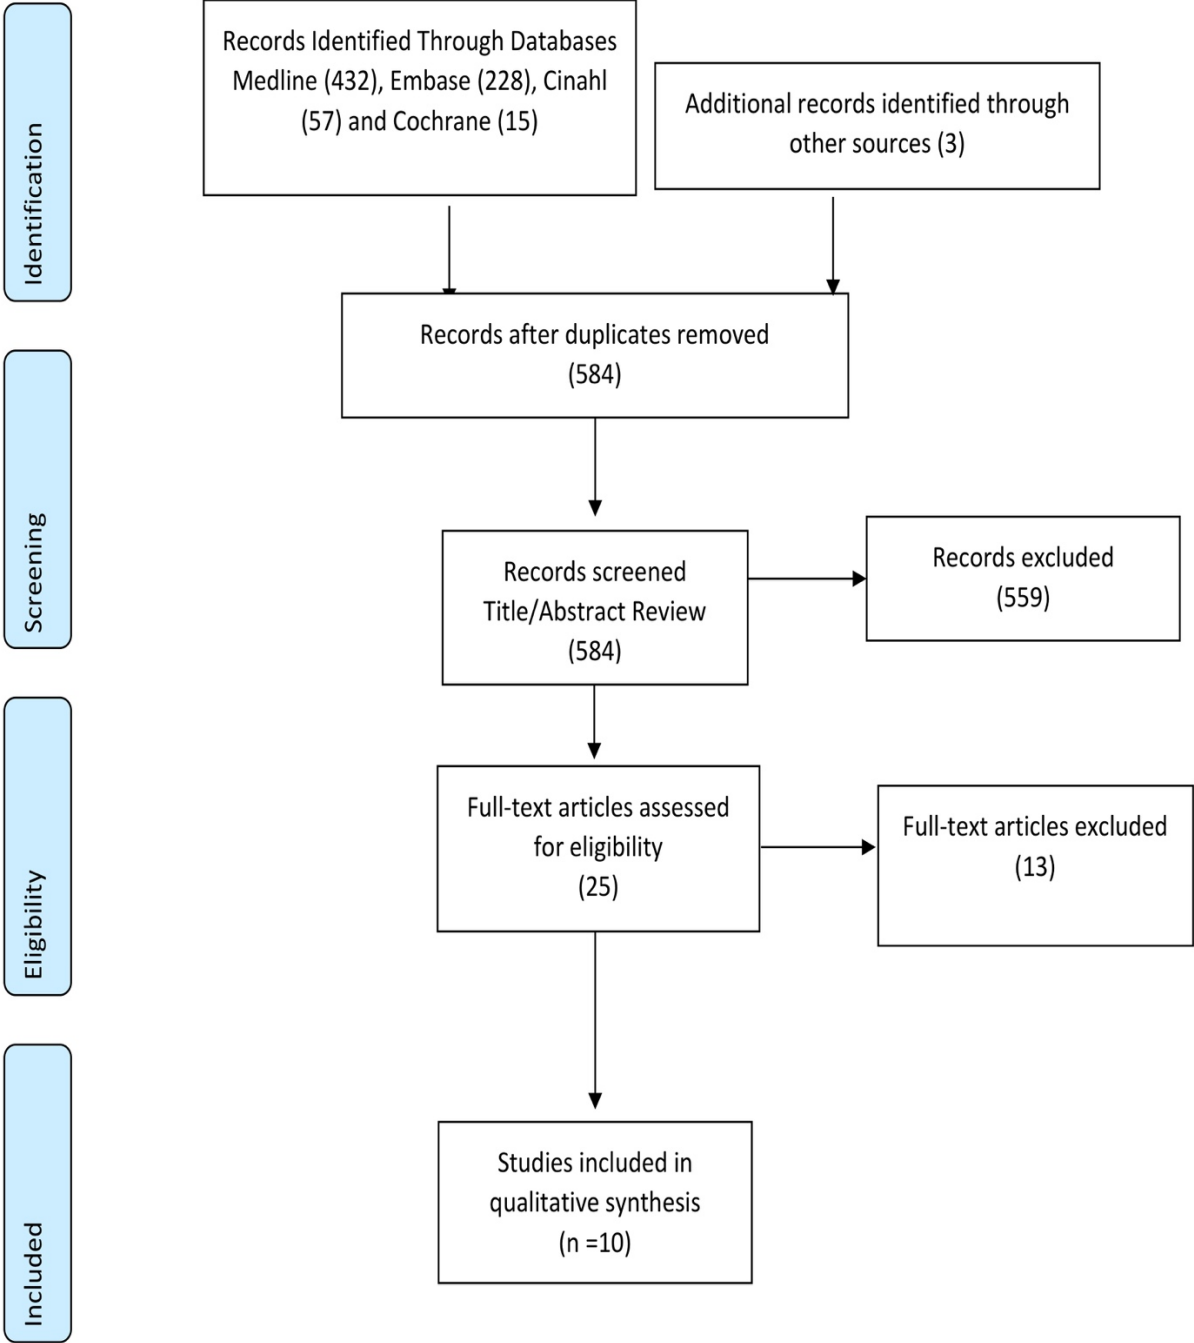 Identification
Records Identified Through Databases
Medline (432), Embase (228), Cinahl
(57) and Cochrane (15)
Additional records identified through
other sources (3)
Screening
Records after duplicates removed
(584)
Records screened
Title/Abstract Review
(584)
Records excluded
(559)
Eligibility
Full-text articles assessed
for eligibility
(25)
Full-text articles excluded
(13)
Included
Studies included in
qualitative synthesis
(n =10)